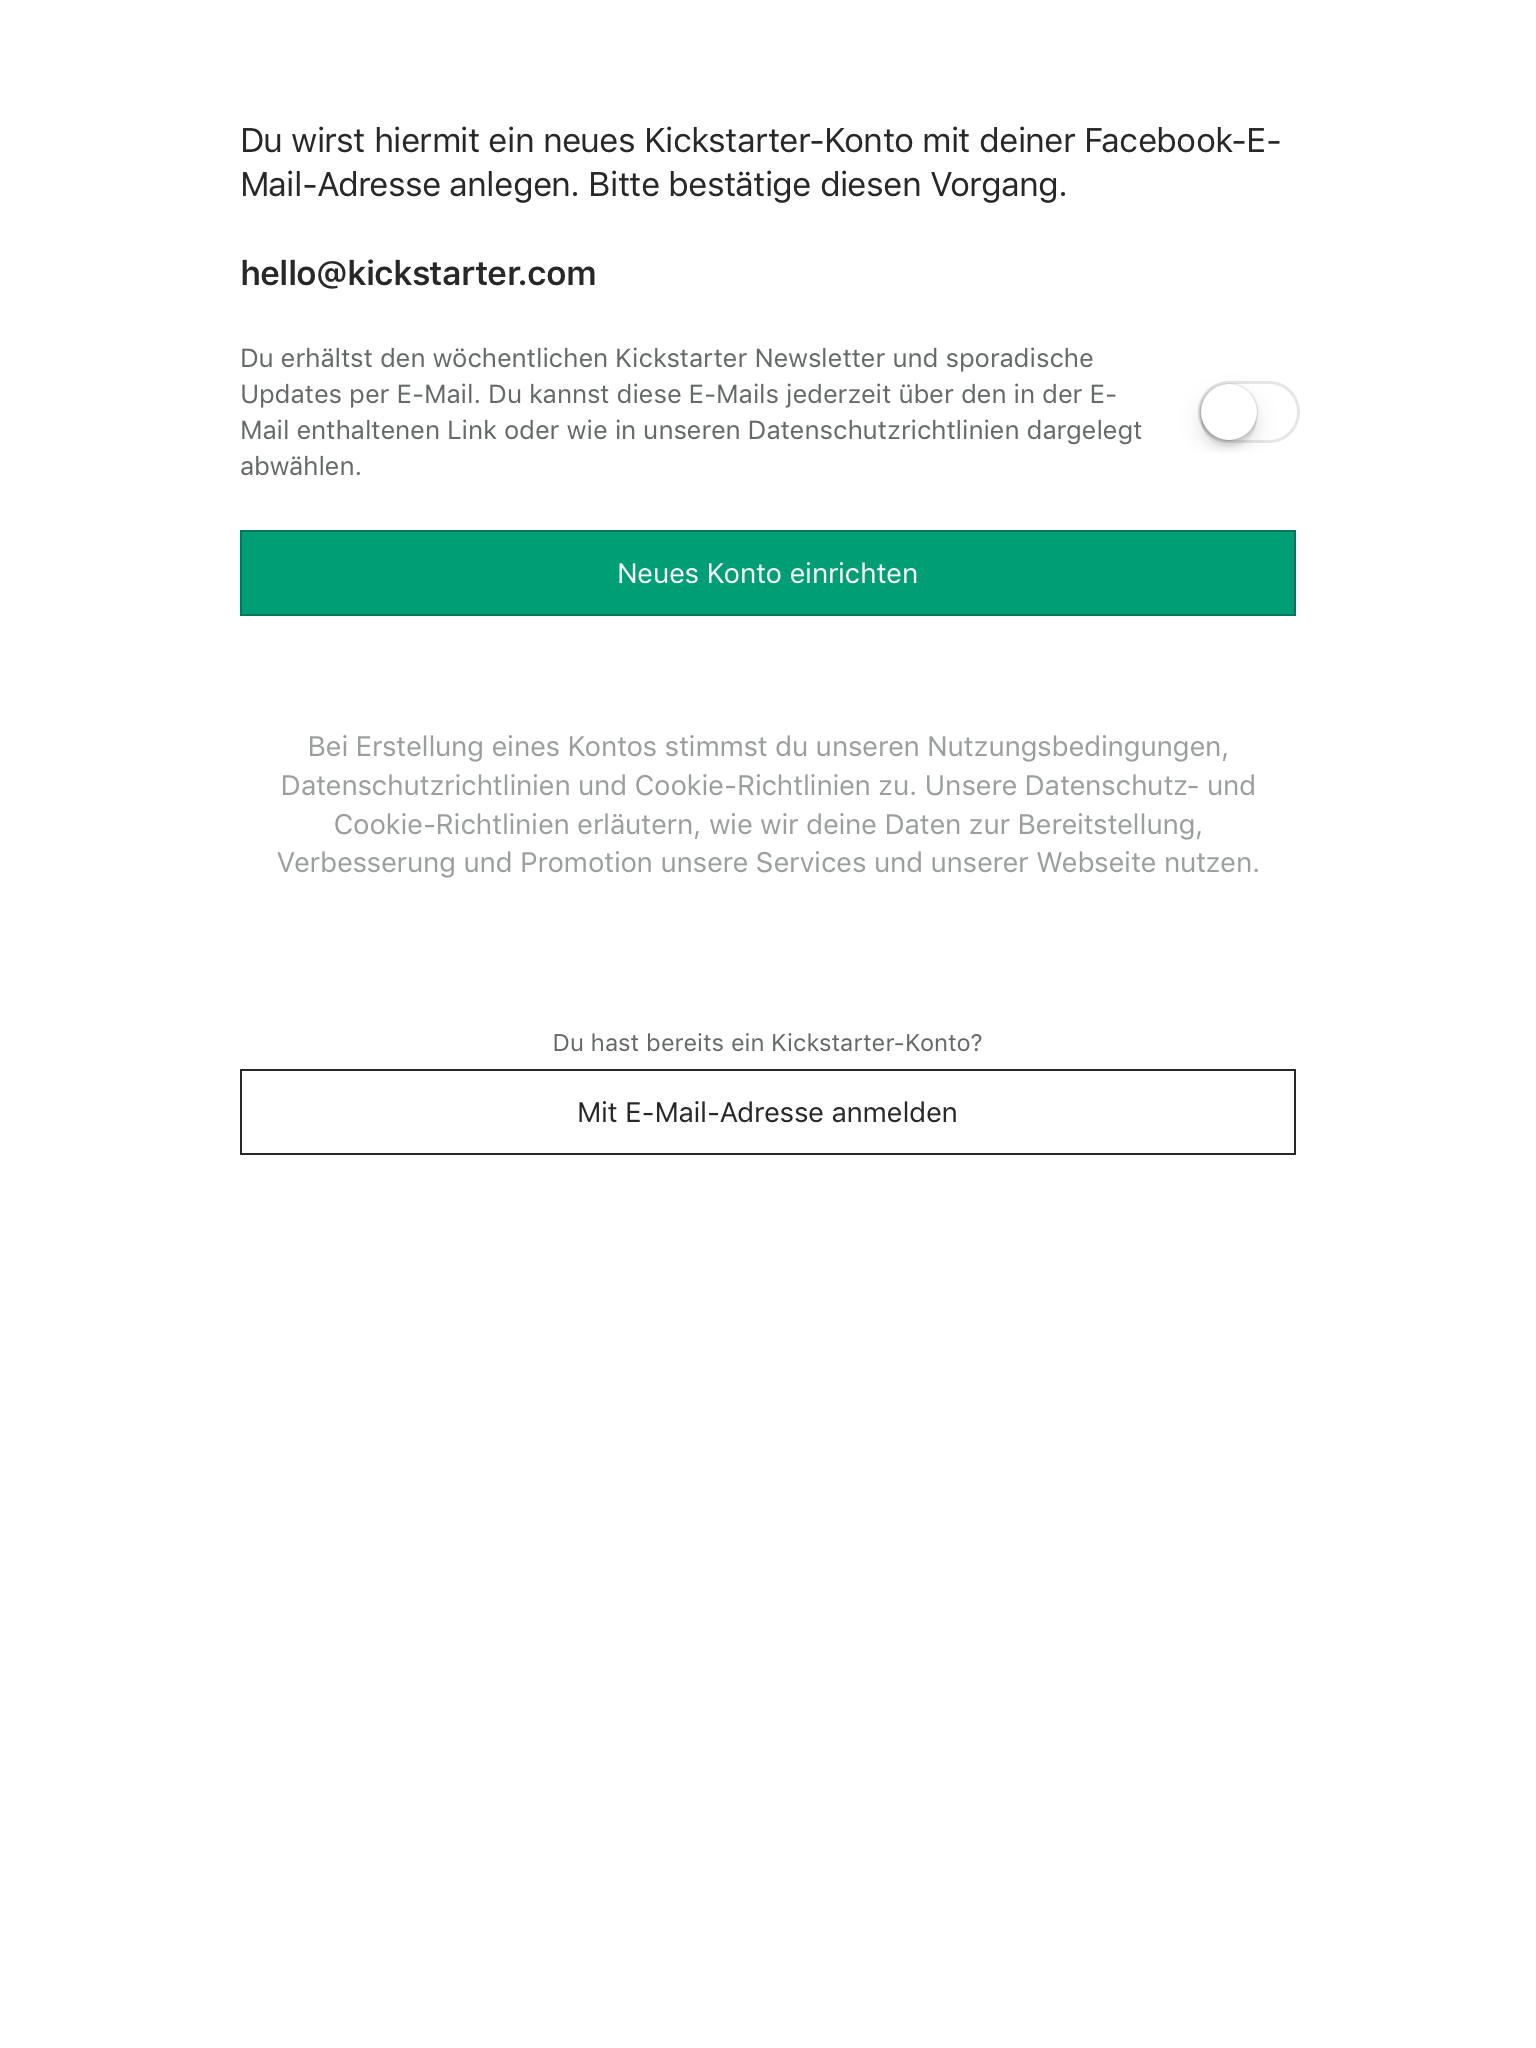 Du wirst hiermit ein neues Kickstarter-Konto mit deiner Facebook-E-
Mail-Adresse anlegen. Bitte bestätige diesen Vorgang.
hello@kickstarter.com
Du erhältst den wöchentlichen Kickstarter Newsletter und sporadische
Updates per E-Mail. Du kannst diese E-Mails jederzeit über den in der E-
Mail enthaltenen Link oder wie in unseren Datenschutzrichtlinien dargelegt
abwählen.
Neues Konto einrichten
Bei Erstellung eines Kontos stimmst du unseren Nutzungsbedingungen,
Datenschutzrichtlinien und Cookie-Richtlinien zu. Unsere Datenschutz- und
Cookie-Richtlinien erläutern, wie wir deine Daten zur Bereitstellung,
Verbesserung und Promotion unsere Services und unserer Webseite nutzen.
Du hast bereits ein Kickstarter-Konto?
Mit E-Mail-Adresse anmelden